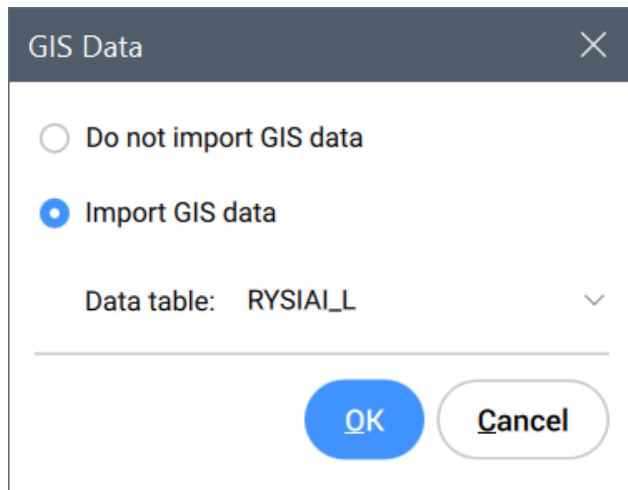 GIS Data
Do not import GIS data
Import GIS data
Data table: RYSIAI_L
OK Cancel